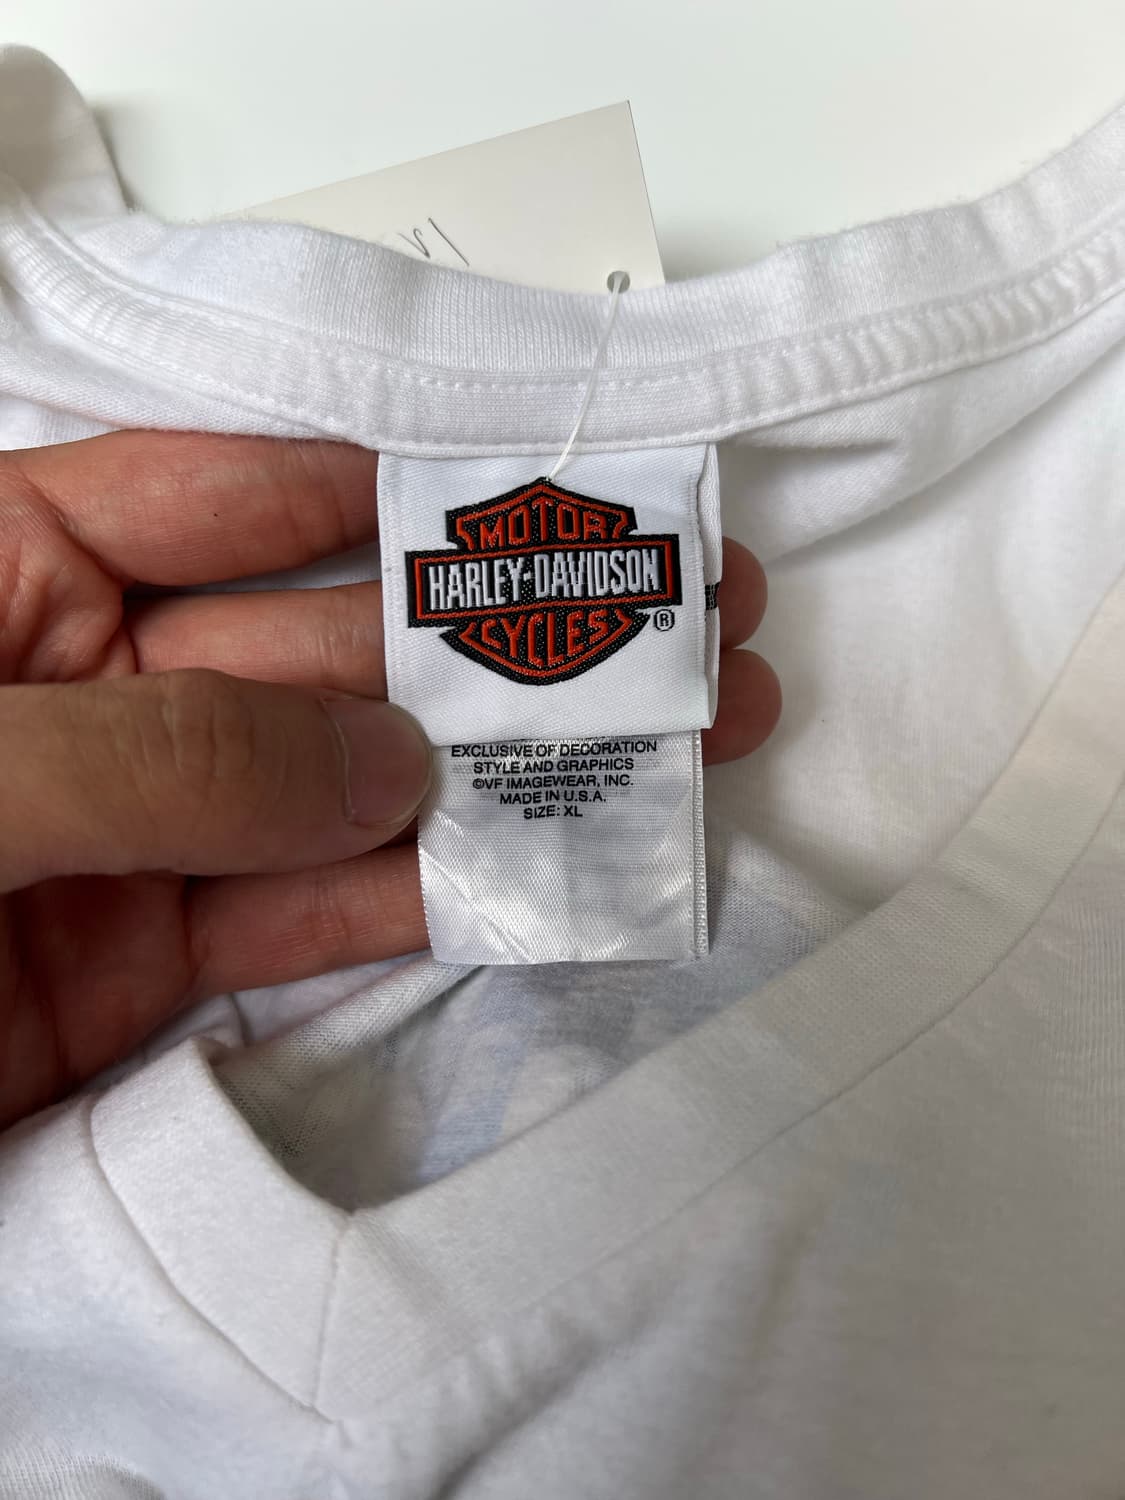 MOTOR
HARLEY-DAVIDSON
CYCLES
®
EXCLUSIVE OF DECORATION
STYLE AND GRAPHICS
©VF IMAGEWEAR, INC.
MADE IN U.S.A.
SIZE: XL